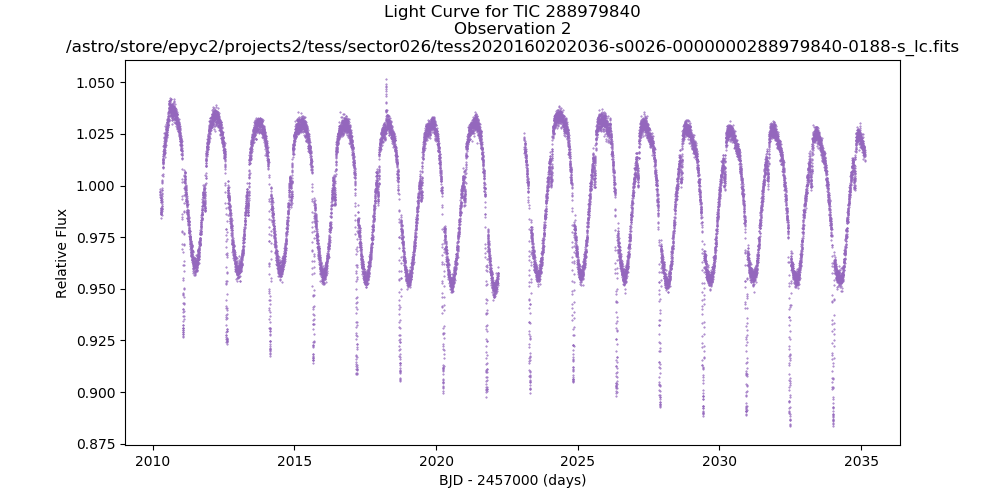 Light Curve for TIC 288979840
Observation 2
/astro/store/epyc2/projects2/tess/sector026/tess2020160202036-s0026-0000000288979840-0188-s_lc.fits
1.050
1.025
1.000
0.975
0.950
0.925
0.900
0.875
Relative Flux
2010 2015 2020 2025 2030 2035
BJD - 2457000 (days)